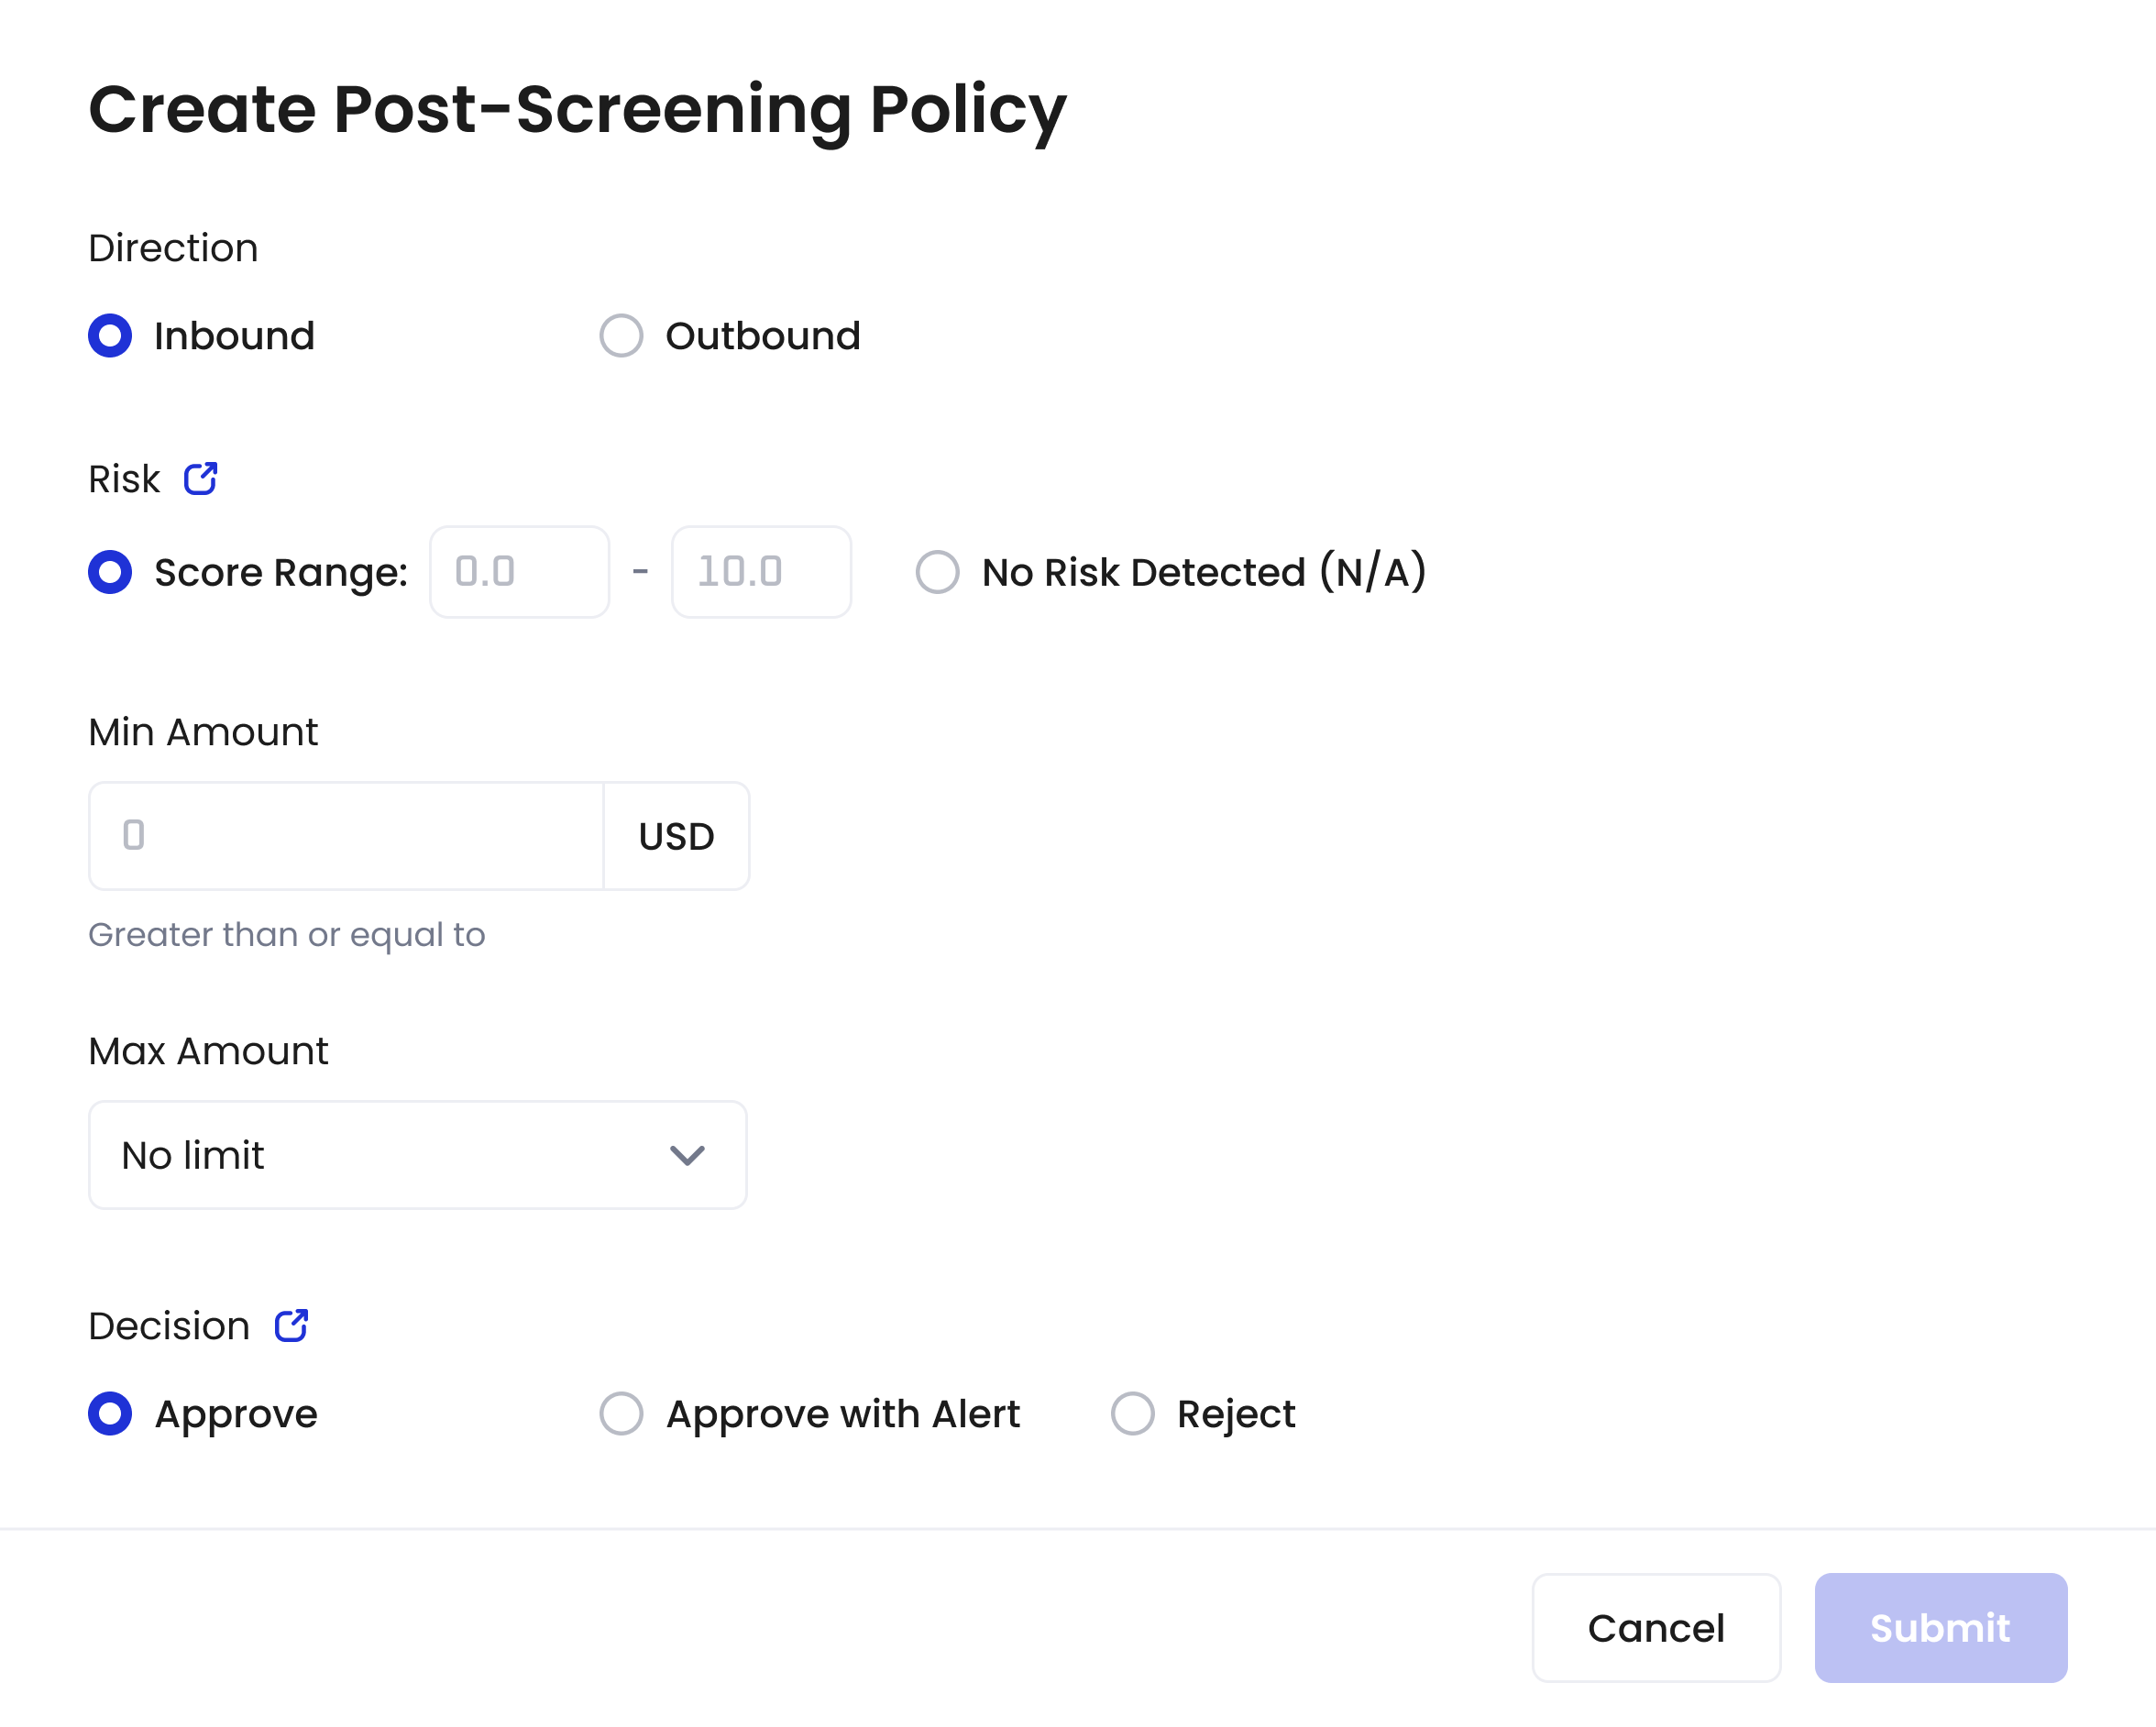 Create Post-Screening Policy
Direction
Inbound Outbound
Risk
Score Range: 0.0 - 10.0 No Risk Detected (N/A)
Min Amount
0 USD
Greater than or equal to
Max Amount
No limit
Decision
Approve Approve with Alert Reject
Cancel Submit